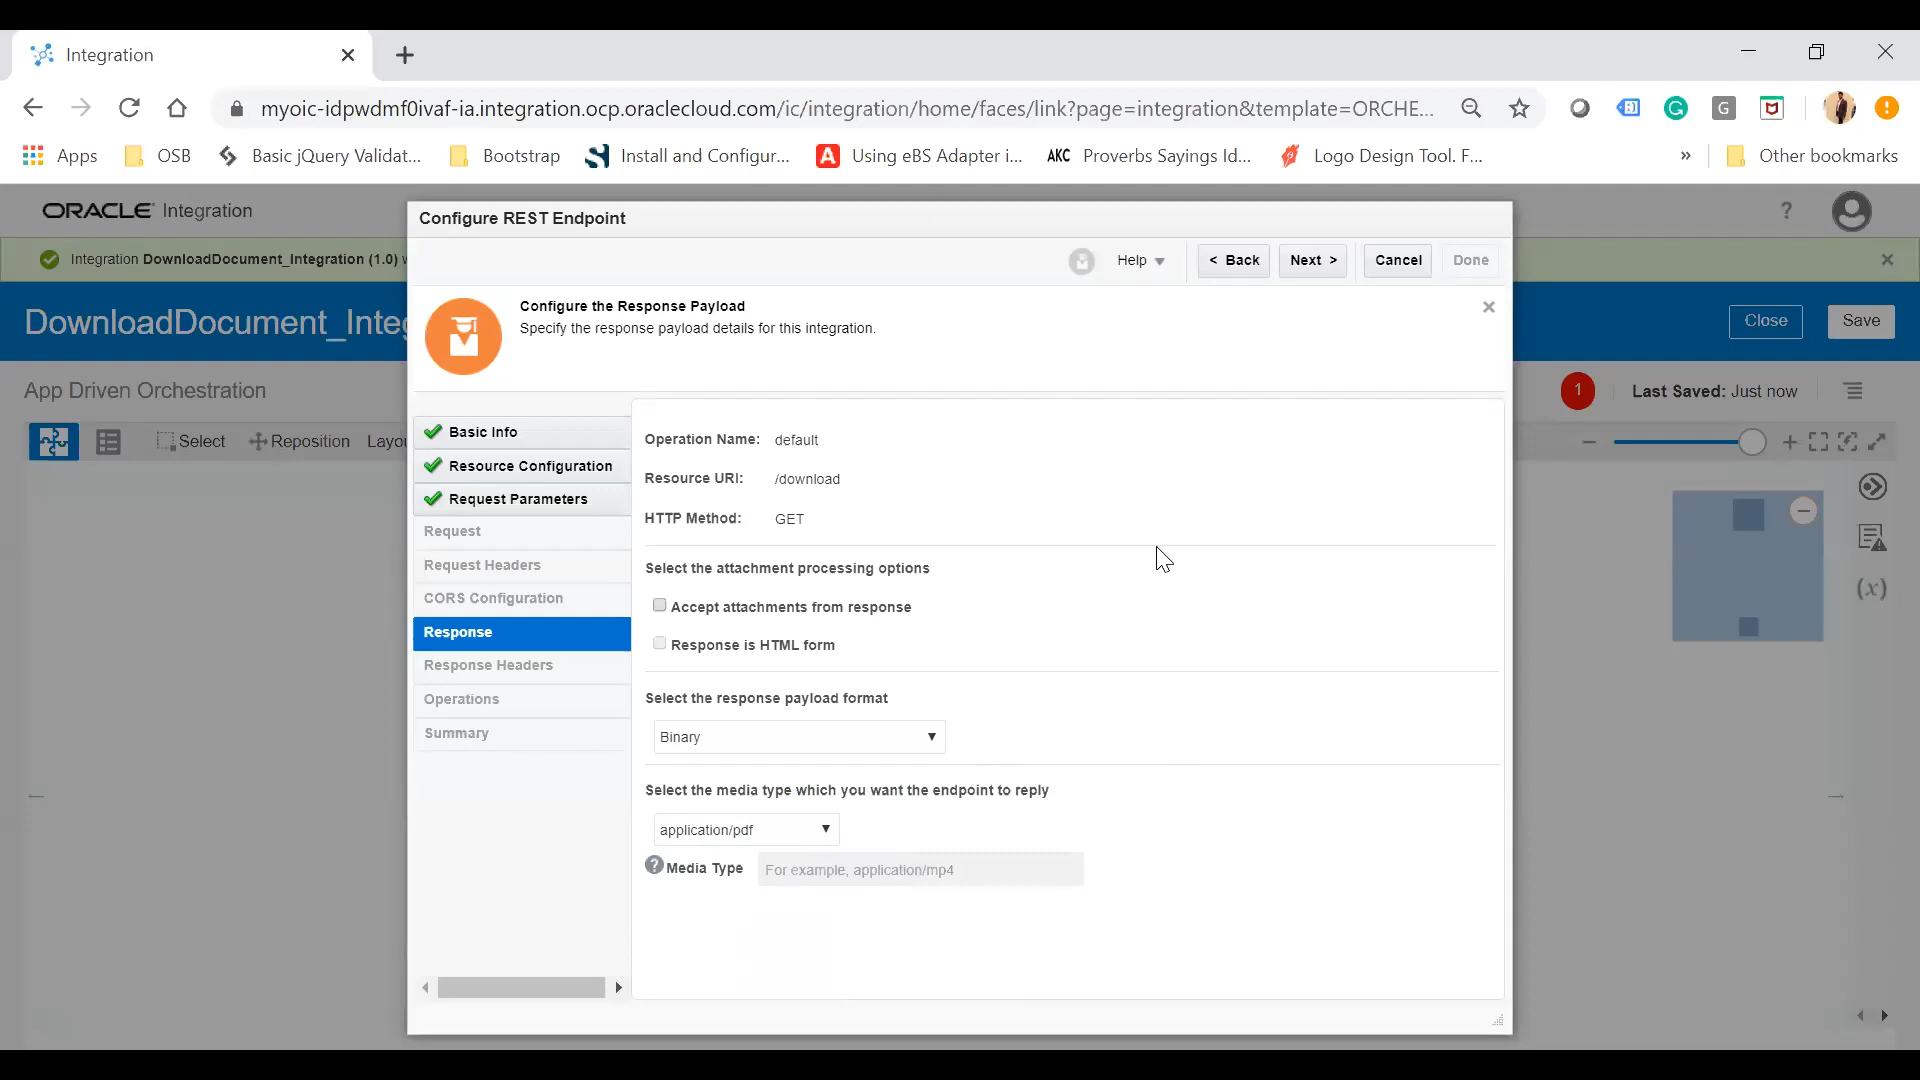 Integration
myoic-idpwdmf0ivaf-ia.integration.ocp.oraclecloud.com/ic/integration/home/faces/link?page=integration&template=ORCHE...
Apps OSB Basic jQuery Validat... Bootstrap Install and Configur... Using eBS Adapter i... AKC Proverbs Sayings Id... Logo Design Tool. F... » Other bookmarks
ORACLE Integration
Configure REST Endpoint
Integration DownloadDocument_Integration (1.0) w
Help
< Back
Next >
Cancel
Done
Configure the Response Payload
Specify the response payload details for this integration.
DownloadDocument_Integ
Close
Save
App Driven Orchestration
1
Last Saved: Just now
Select Reposition Layou
Basic Info
Resource Configuration
Request Parameters
Request
Request Headers
CORS Configuration
Response
Response Headers
Operations
Summary
Operation Name: default
Resource URI: /download
HTTP Method: GET
Select the attachment processing options
Accept attachments from response
Response is HTML form
Select the response payload format
Binary
Select the media type which you want the endpoint to reply
application/pdf
Media Type For example, application/mp4
(x)